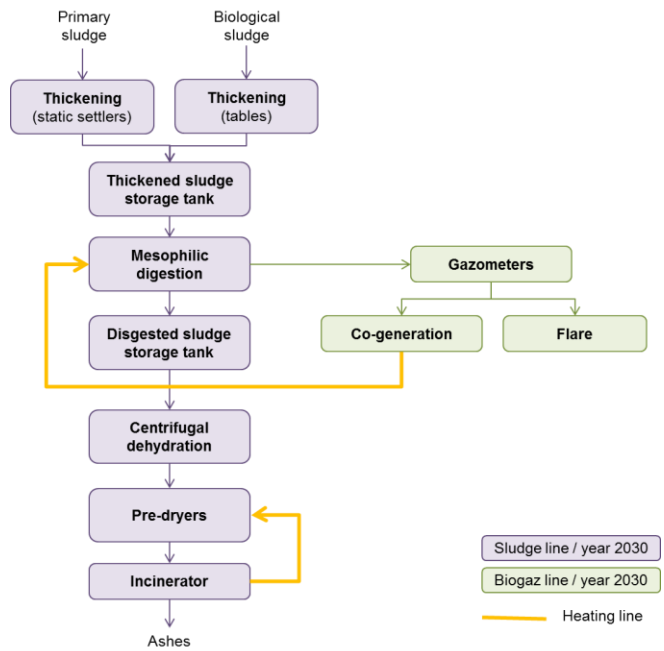 Primary
sludge
Biological
sludge
Thickening
(static settlers)
Thickening
(tables)
Thickened sludge
storage tank
Mesophilic
digestion
Gazometers
Disgested sludge
storage tank
Co-generation
Flare
Centrifugal
dehydration
Pre-dryers
Incinerator
Ashes
Sludge line / year 2030
Biogaz line / year 2030
Heating line